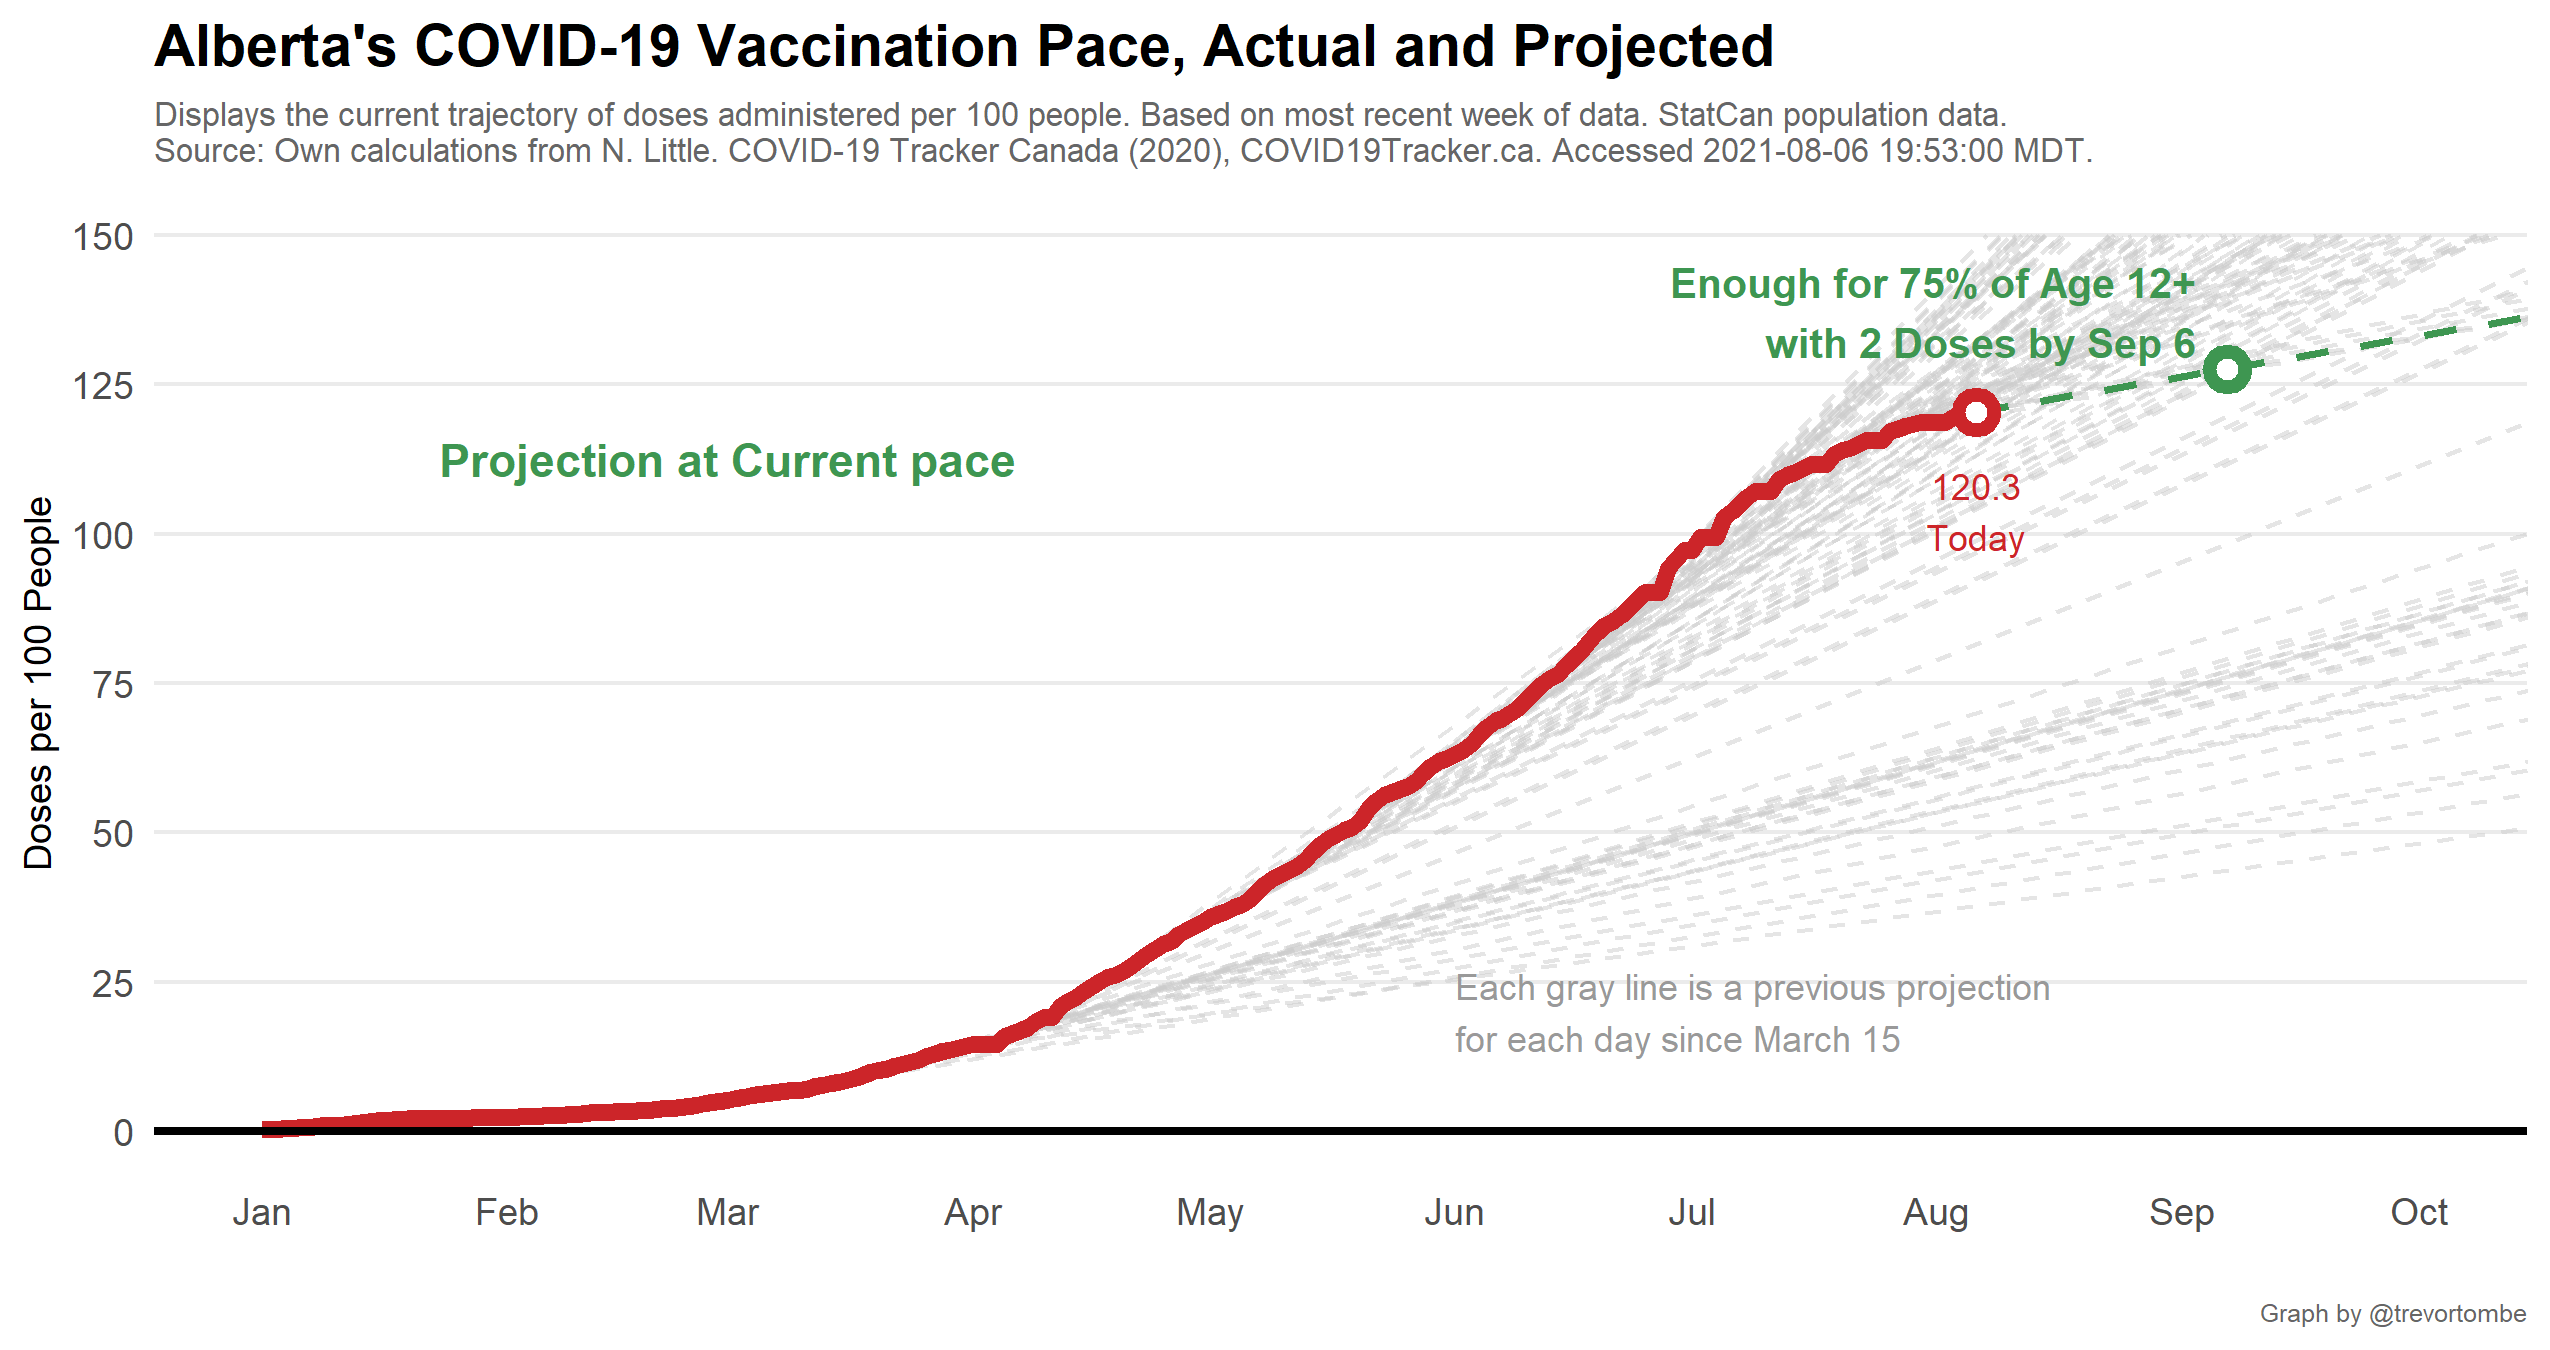 Alberta's COVID-19 Vaccination Pace, Actual and Projected
Displays the current trajectory of doses administered per 100 people. Based on most recent week of data. StatCan population data.
Source: Own calculations from N. Little. COVID-19 Tracker Canada (2020), COVID19Tracker.ca. Accessed 2021-08-06 19:53:00 MDT.
Doses per 100 People
150
125
100
75
50
25
0
Enough for 75% of Age 12+
with 2 Doses by Sep 6
Projection at Current pace
120.3
Today
Each gray line is a previous projection
for each day since March 15
Jan Feb Mar Apr May Jun Jul Aug Sep Oct
Graph by @trevortombe